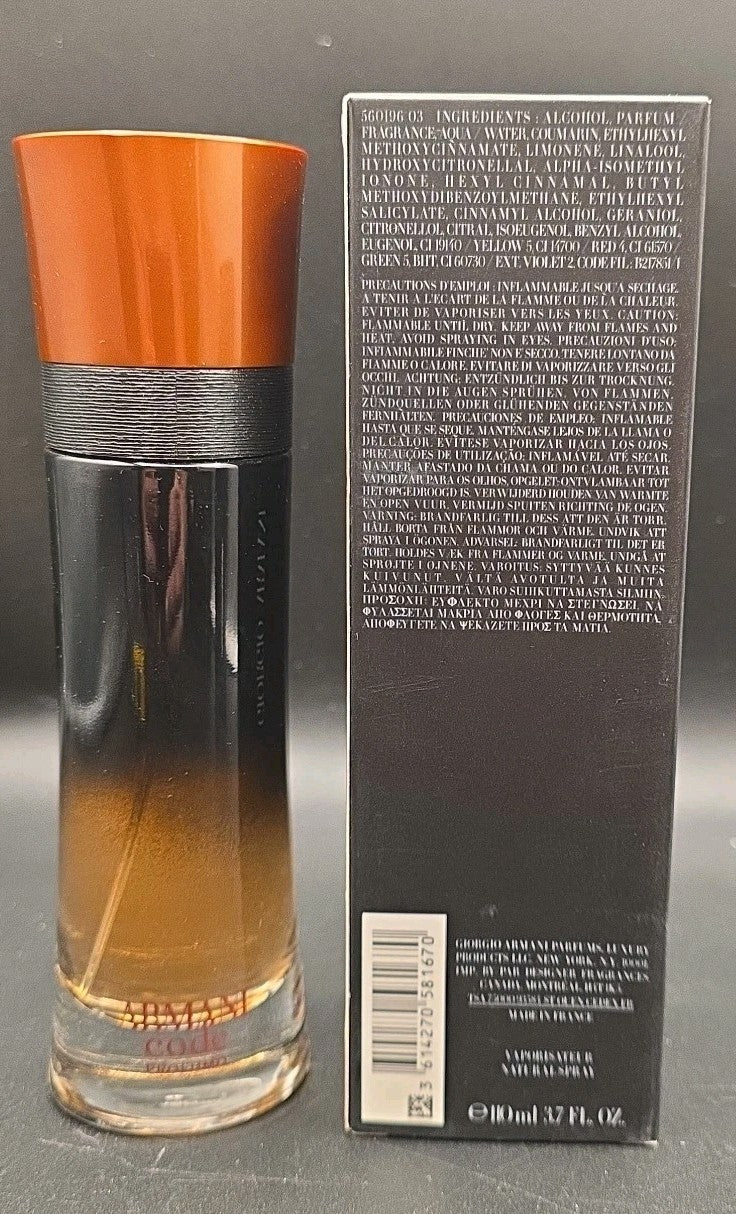 560196 03 INGREDIENTS : ALCOHOL, PARFUM /
FRAGRANCE, AQUA / WATER, COUMARIN, ETHYLHEXYL
METHOXYCINNAMATE, LIMONENE, LINALOOL,
HYDROXYCITRONELLAL, ALPHA-ISOMETHYL
IONONE, HEXYL CINNAMAL, BUTYL
METHOXYDIBENZOYLMETHANE, ETHYLHEXYL
SALICYLATE, CINNAMYL ALCOHOL, GERANIOL,
CITRONELLOL, CITRAL, ISOEUGENOL, BENZYL ALCOHOL,
EUGENOL, CI 19140 / YELLOW 5, CI 14700 / RED 4, CI 61570 /
GREEN 5, BHT, CI 60730 / EXT. VIOLET 2. CODE FIL : B217851/1
PRECAUTIONS D'EMPLOI : INFLAMMABLE JUSQU'A SECHAGE.
A TENIR A L'ECART DE LA FLAMME OU DE LA CHALEUR.
EVITER DE VAPORISER VERS LES YEUX. CAUTION:
FLAMMABLE UNTIL DRY. KEEP AWAY FROM FLAMES AND
HEAT. AVOID SPRAYING IN EYES. PRECAUZIONI D'USO:
INFIAMMABILE FINCHE' NON E SECCO. TENERE LONTANO DA
FIAMME O CALORE. EVITARE DI VAPORIZZARE VERSO GLI
OCCHI. ACHTUNG: ENTZÜNDLICH BIS ZUR TROCKNUNG.
NICHT IN DIE AUGEN SPRÜHEN, VON FLAMMEN,
ZÜNDQUELLEN ODER GLÜHENDEN GEGENSTÄNDEN
FERNHALTEN. PRECAUCIONES DE EMPLEO: INFLAMABLE
HASTA QUE SE SEQUE. MANTÉNGASE LEJOS DE LA LLAMA O
DEL CALOR. EVÍTESE VAPORIZAR HACIA LOS OJOS.
PRECAUÇÕES DE UTILIZAÇÃO: INFLAMÁVEL ATÉ SECAR.
MANTER AFASTADO DA CHAMA OU DO CALOR. EVITAR
VAPORIZAR PARA OS OLHOS. OPGELET: ONTVLAMBAAR TOT
HET OPGEDROOGD IS. VERWIJDERD HOUDEN VAN WARMTE
EN OPEN VUUR. VERMIJD SPUITEN RICHTING DE OGEN.
VARNING: BRANDFARLIG TILL DESS ATT DEN ÄR TORR.
HÅLL BORTA FRÅN FLAMMOR OCH VÄRME. UNDVIK ATT
SPRAYA I ÖGONEN. ADVARSEL: BRANDFARLIGT TIL DET ER
TØRT. HOLDES VÆK FRA FLAMMER OG VARME. UNDGÅ AT
SPRØJTE I ØJNENE. VAROITUS: SYTTYVÄÄ KUNNES
KUIVUNUT. VÄLTÄ AVOTULTA JA MUITA
LÄMMÖNLÄHTEITÄ. VARO SUIHKUTTAMASTA SILMIIN.
ΠΡΟΣΟΧΗ: ΕΥΦΛΕΚΤΟ ΜΕΧΡΙ ΝΑ ΣΤΕΓΝΩΣΕΙ. ΝΑ
ΦΥΛΑΣΣΕΤΑΙ ΜΑΚΡΙΑ ΑΠΟ ΦΛΟΓΕΣ ΚΑΙ ΘΕΡΜΟΤΗΤΑ.
ΑΠΟΦΕΥΓΕΤΕ ΝΑ ΨΕΚΑΖΕΤΕ ΠΡΟΣ ΤΑ ΜΑΤΙΑ.
GIORGIO ARMANI PARFUMS, LUXURY
PRODUCTS LLC, NEW YORK, N.Y.
IMP. BY PAR DESIGNER FRAGRANCES
CANADA MONTRÉAL,
MADE IN FRANCE
VAPORISATEUR
NATURAL SPRAY
3 614270 581670
℮ 110 ml 3.7 FL. OZ.
GIORGIO ARMANI
ARMANI
code
PROFUMO